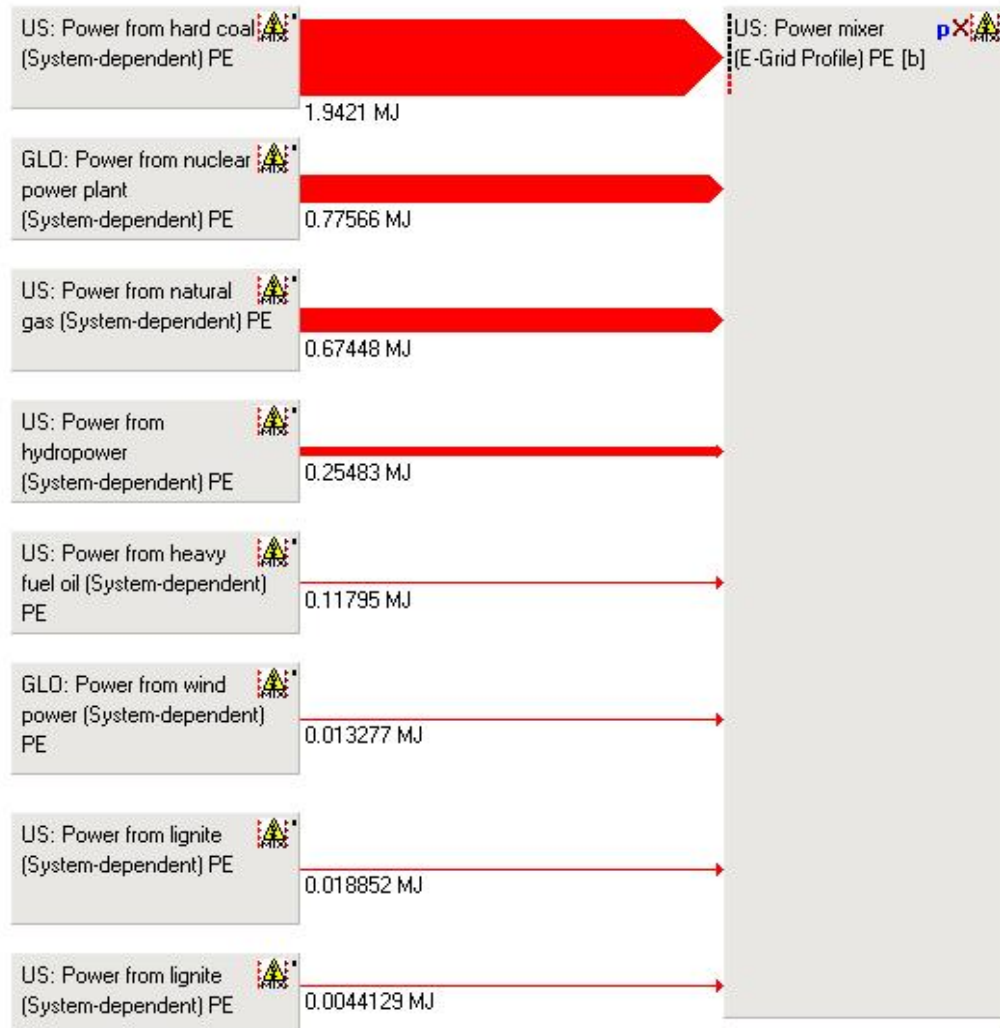 US: Power from hard coal
(System-dependent) PE
1.9421 MJ
US: Power mixer
(E-Grid Profile) PE [b]
pX
GLO: Power from nuclear
power plant
(System-dependent) PE
0.77566 MJ
US: Power from natural
gas (System-dependent) PE
0.67448 MJ
US: Power from
hydropower
(System-dependent) PE
0.25483 MJ
US: Power from heavy
fuel oil (System-dependent)
PE
0.11795 MJ
GLO: Power from wind
power (System-dependent)
PE
0.013277 MJ
US: Power from lignite
(System-dependent) PE
0.018852 MJ
US: Power from lignite
(System-dependent) PE
0.0044129 MJ